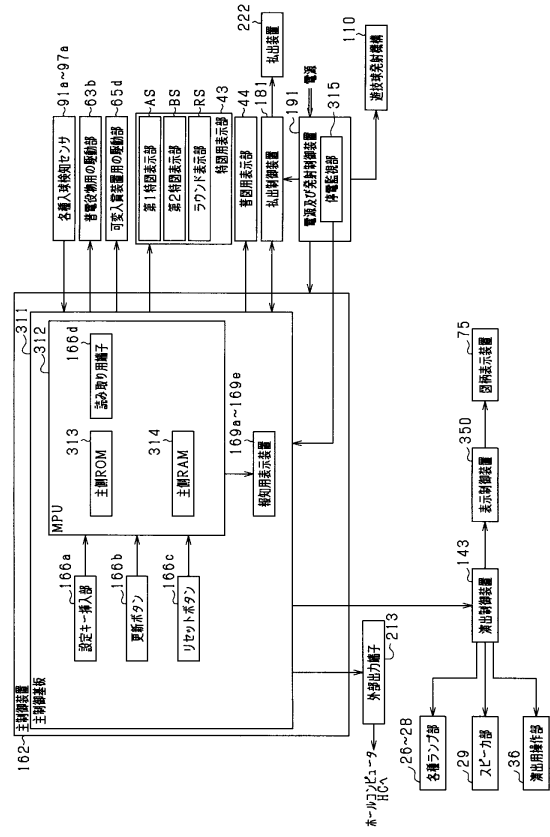 162
主制御装置
311
主制御基板
312
MPU
166a
設定キー挿入部
166b
更新ボタン
166c
リセットボタン
313
主側ROM
314
主側RAM
166d
読み取り用端子
169a~169e
報知用表示装置
各種入球検知センサ
91a~97a
普電役物用の駆動部
63b
可変入賞装置用の駆動部
65d
第1特図表示部
AS
第2特図表示部
BS
ラウンド表示部
RS
特図用表示部
43
普図用表示部
44
払出制御装置
181
払出装置
222
電源及び発射制御装置
191
停電監視部
315
電源
遊技球発射機構
110
外部出力端子
213
ホールコンピュータ
HCへ
演出制御装置
143
表示制御装置
350
図柄表示装置
75
26~28
各種ランプ部
29
スピーカ部
36
演出用操作部